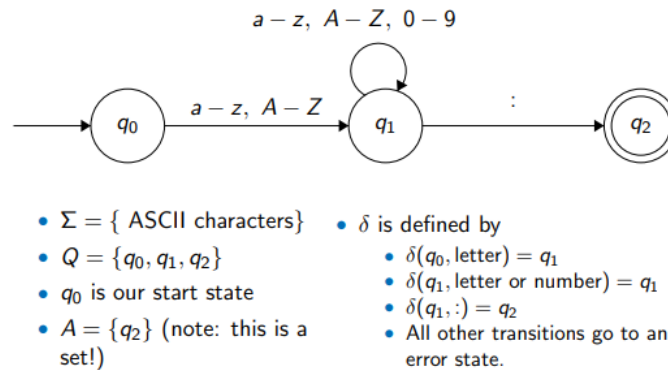 a − z, A − Z, 0 − 9
a − z, A − Z
:
q₀
q₁
q₂
• Σ = { ASCII characters}
• Q = {q₀, q₁, q₂}
• q₀ is our start state
• A = {q₂} (note: this is a
set!)
• δ is defined by
• δ(q₀, letter) = q₁
• δ(q₁, letter or number) = q₁
• δ(q₁, :) = q₂
• All other transitions go to an
error state.